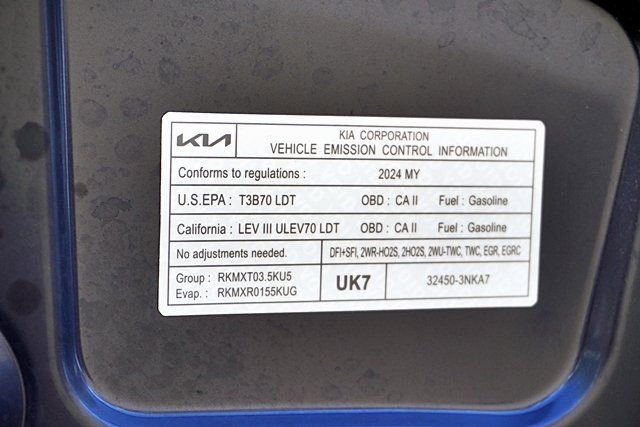 KIA
KIA CORPORATION
VEHICLE EMISSION CONTROL INFORMATION
Conforms to regulations : 2024 MY
U.S.EPA : T3B70 LDT OBD : CA II Fuel : Gasoline
California : LEV III ULEV70 LDT OBD : CA II Fuel : Gasoline
No adjustments needed. DFI+SFI, 2WR-HO2S, 2HO2S, 2WU-TWC, TWC, EGR, EGRC
Group : RKMXT03.5KU5
Evap. : RKMXR0155KUG
UK7
32450-3NKA7